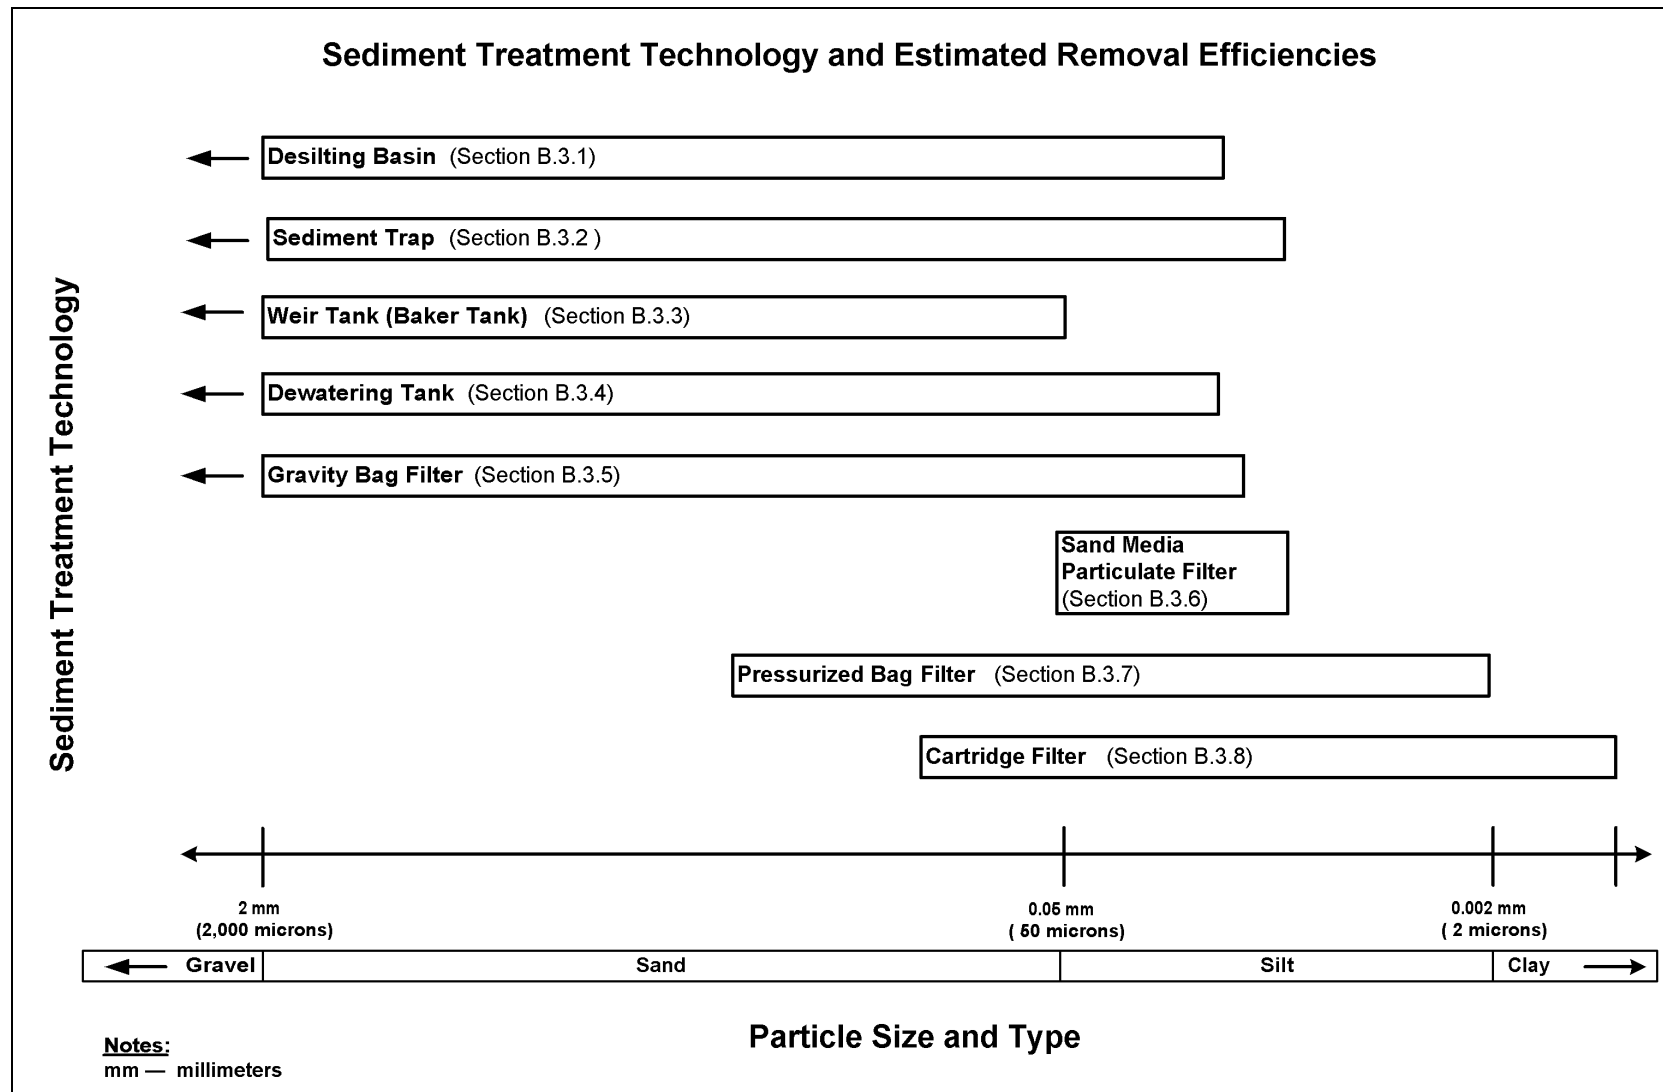 Sediment Treatment Technology and Estimated Removal Efficiencies
Sediment Treatment Technology
Desilting Basin (Section B.3.1)
Sediment Trap (Section B.3.2 )
Weir Tank (Baker Tank) (Section B.3.3)
Dewatering Tank (Section B.3.4)
Gravity Bag Filter (Section B.3.5)
Sand Media
Particulate Filter
(Section B.3.6)
Pressurized Bag Filter (Section B.3.7)
Cartridge Filter (Section B.3.8)
2 mm 0.05 mm 0.002 mm
(2,000 microns) ( 50 microns) ( 2 microns)
Gravel Sand Silt Clay
Particle Size and Type
Notes:
mm — millimeters